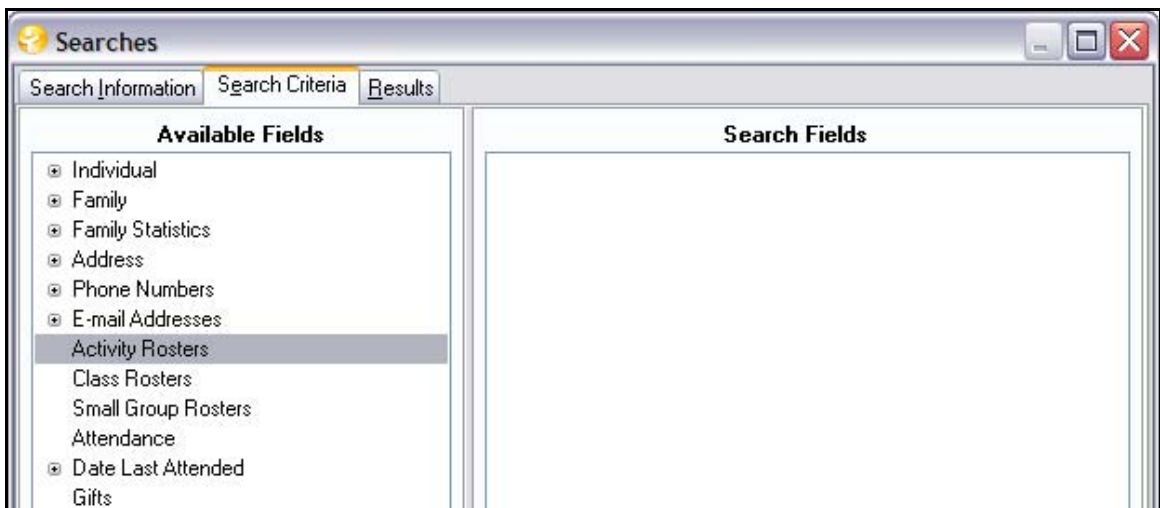 Searches
Search Information Search Criteria Results
Available Fields
Individual
Family
Family Statistics
Address
Phone Numbers
E-mail Addresses
Activity Rosters
Class Rosters
Small Group Rosters
Attendance
Date Last Attended
Gifts
Search Fields